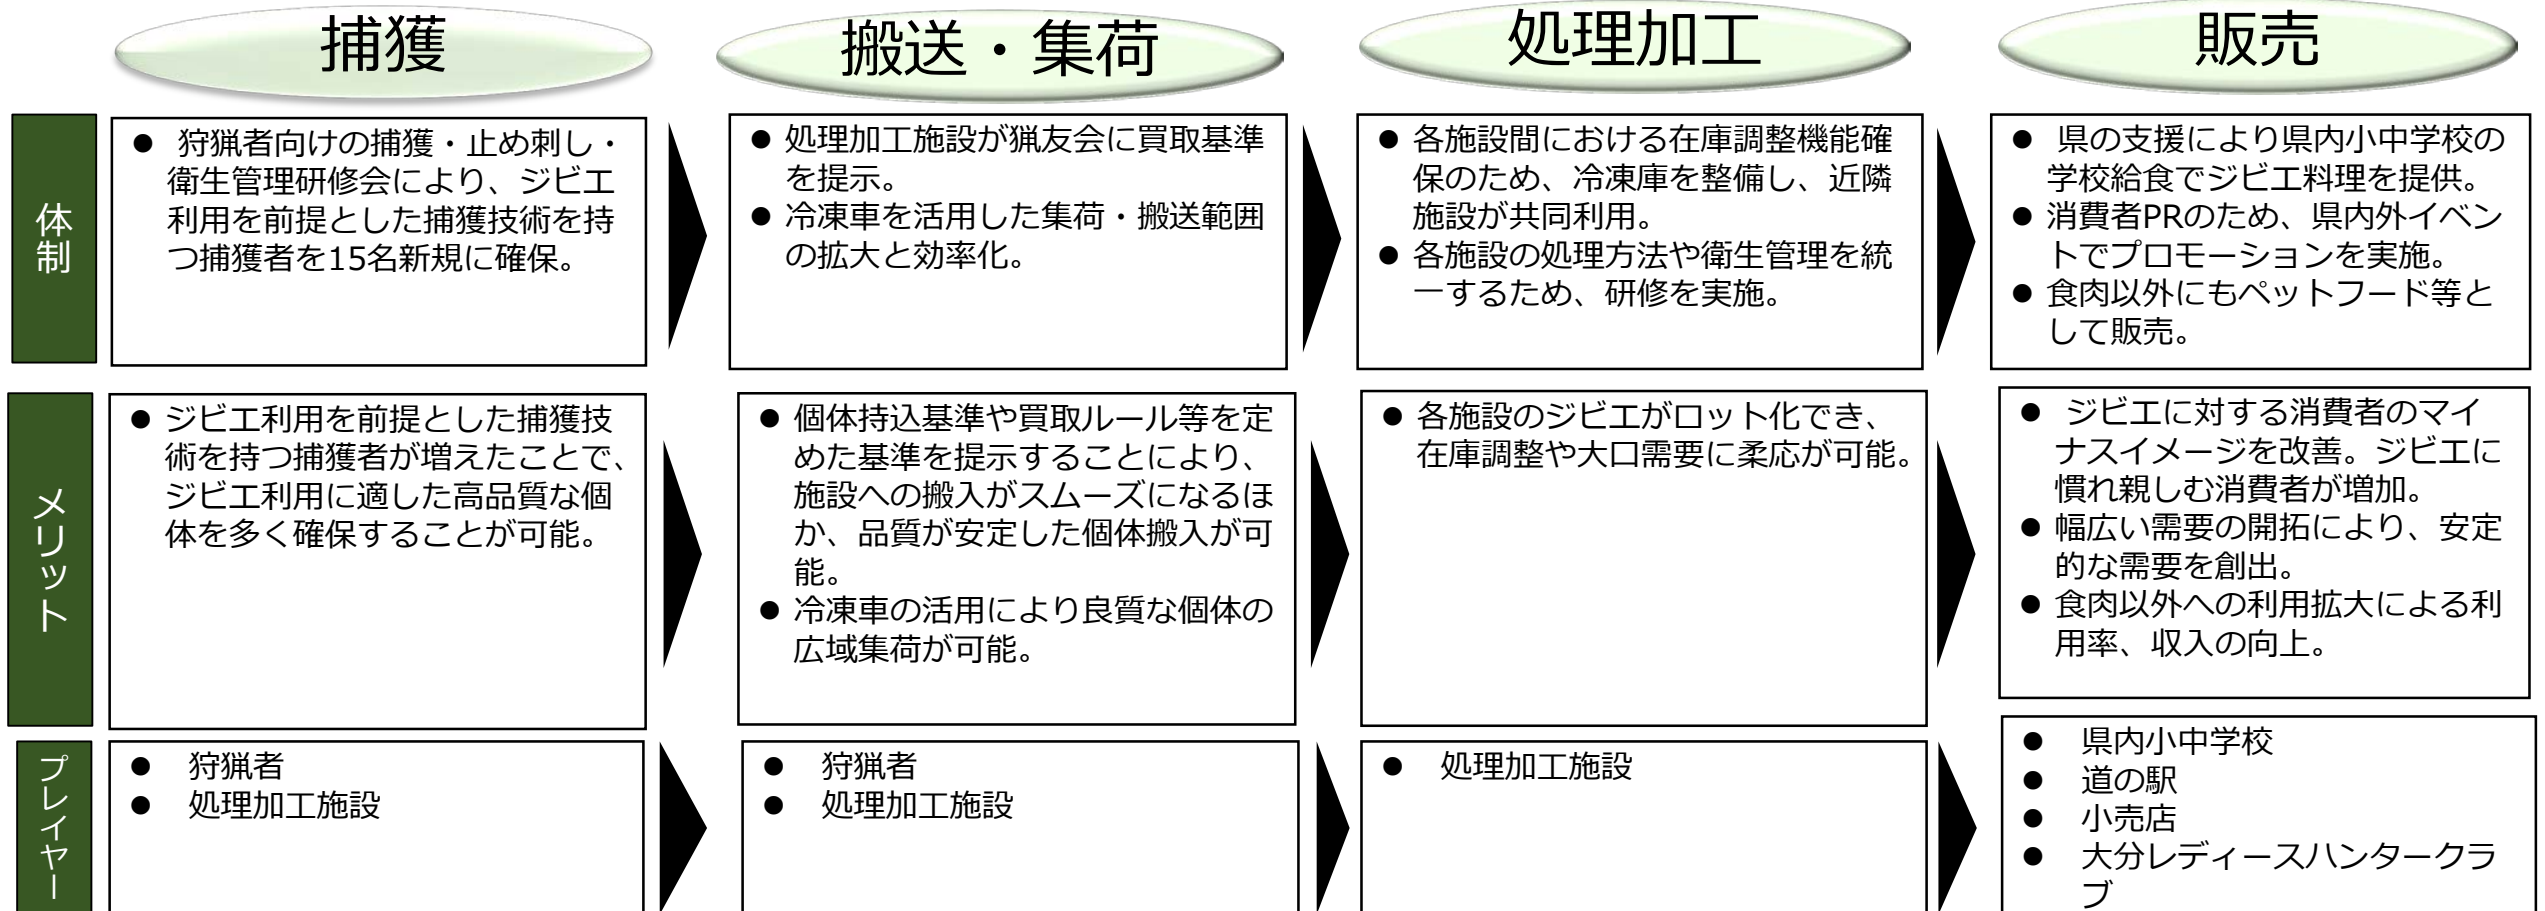 捕獲
搬送・集荷
処理加工
販売
体制
● 狩猟者向けの捕獲・止め刺し・
衛生管理研修会により、ジビエ
利用を前提とした捕獲技術を持
つ捕獲者を15名新規に確保。
● 処理加工施設が猟友会に買取基準
を提示。
● 冷凍車を活用した集荷・搬送範囲
の拡大と効率化。
● 各施設間における在庫調整機能確
保のため、冷凍庫を整備し、近隣
施設が共同利用。
● 各施設の処理方法や衛生管理を統
一するため、研修を実施。
● 県の支援により県内小中学校の
学校給食でジビエ料理を提供。
● 消費者PRのため、県内外イベン
トでプロモーションを実施。
● 食肉以外にもペットフード等と
して販売。
メリット
● ジビエ利用を前提とした捕獲技
術を持つ捕獲者が増えたことで、
ジビエ利用に適した高品質な個
体を多く確保することが可能。
● 個体持込基準や買取ルール等を定
めた基準を提示することにより、
施設への搬入がスムーズになるほ
か、品質が安定した個体搬入が可
能。
● 冷凍車の活用により良質な個体の
広域集荷が可能。
● 各施設のジビエがロット化でき、
在庫調整や大口需要に柔応が可能。
● ジビエに対する消費者のマイ
ナスイメージを改善。ジビエに
慣れ親しむ消費者が増加。
● 幅広い需要の開拓により、安定
的な需要を創出。
● 食肉以外への利用拡大による利
用率、収入の向上。
プレイヤー
● 狩猟者
● 処理加工施設
● 狩猟者
● 処理加工施設
● 処理加工施設
● 県内小中学校
● 道の駅
● 小売店
● 大分レディースハンタークラ
ブ